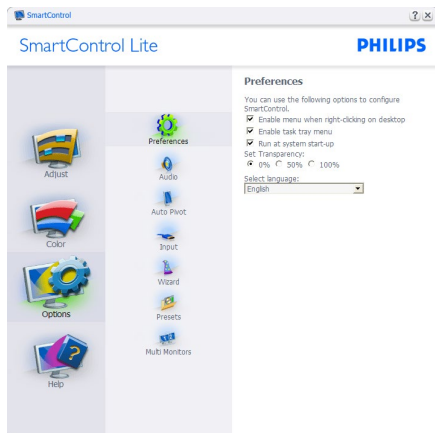 SmartControl
SmartControl Lite
PHILIPS
Adjust
Color
Options
Help
Preferences
Audio
Auto Pivot
Input
Wizard
Presets
Multi Monitors
Preferences
You can use the following options to configure
SmartControl.
Enable menu when right-clicking on desktop
Enable task tray menu
Run at system start-up
Set Transparency:
0% 50% 100%
Select language:
English